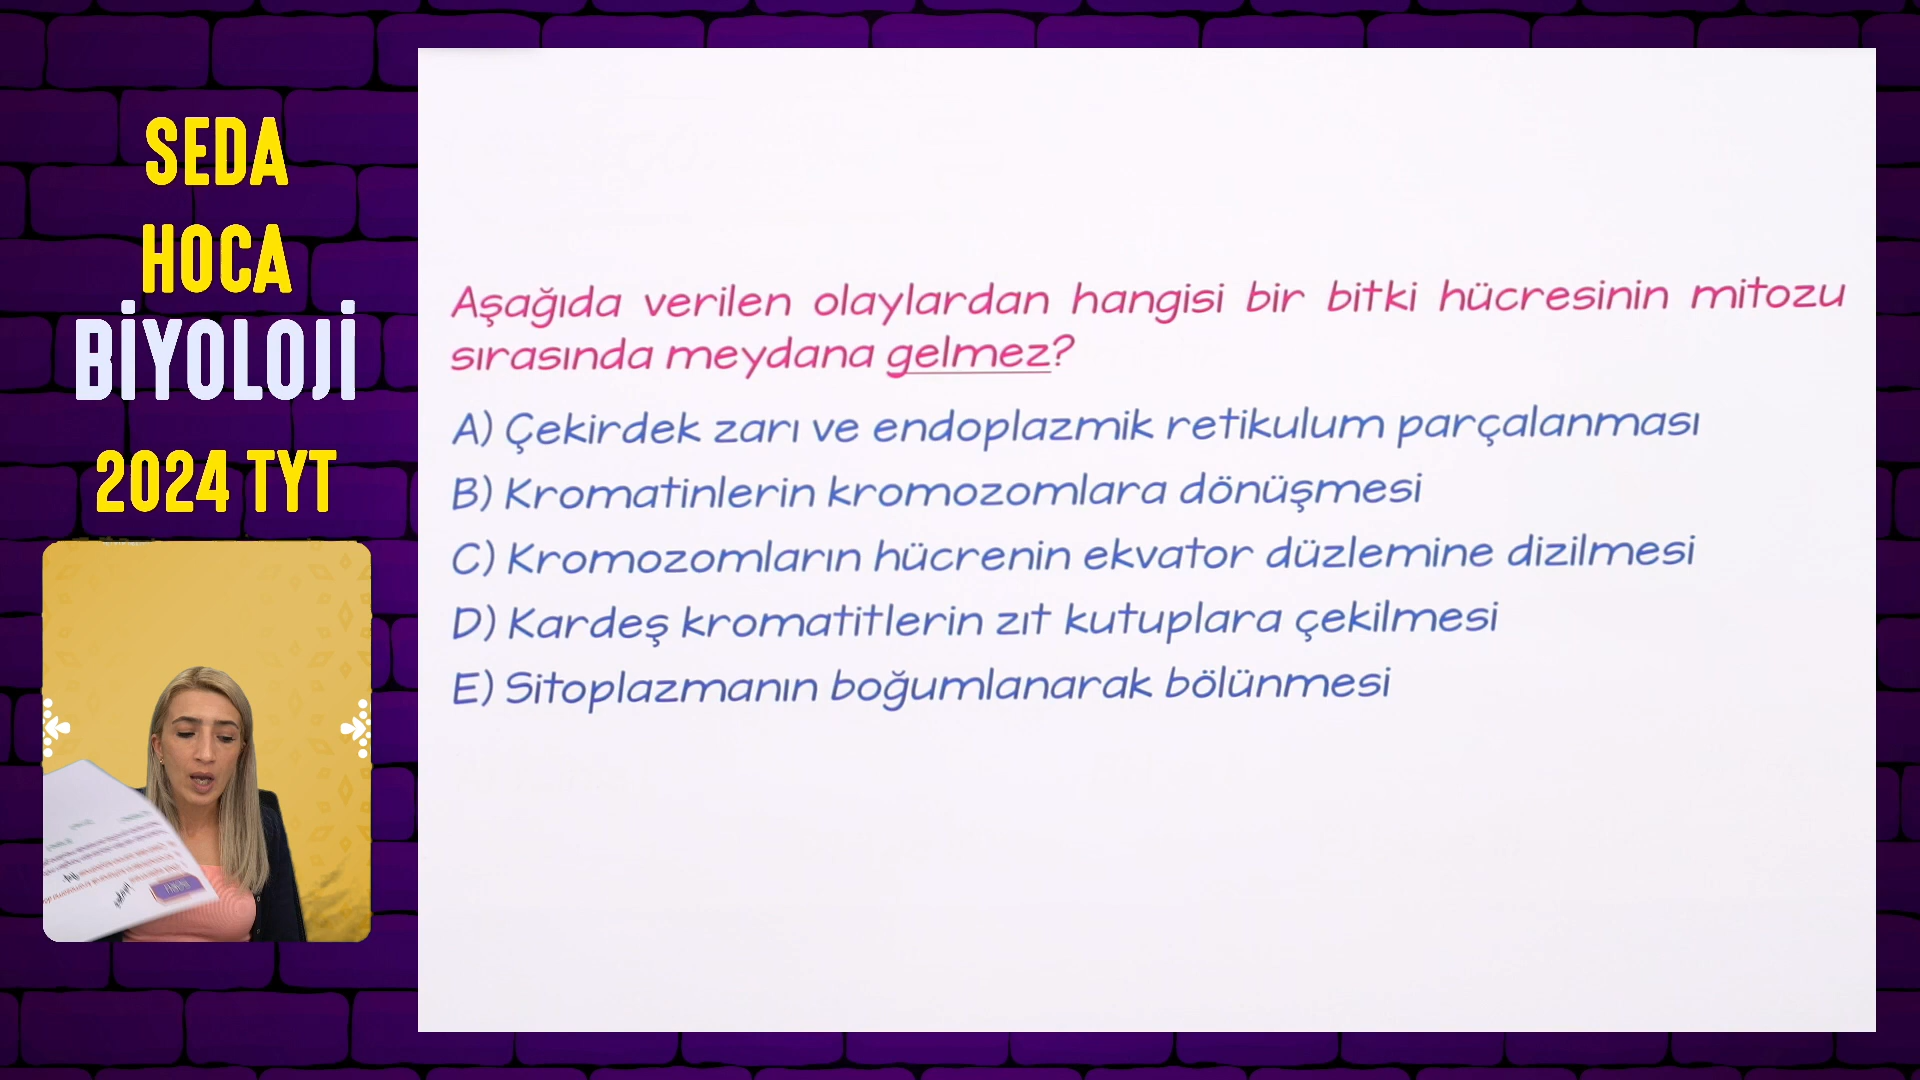 SEDA
HOCA
BİYOLOJİ
2024 TYT
Aşağıda verilen olaylardan hangisi bir bitki hücresinin mitozu
sırasında meydana gelmez?
A) Çekirdek zarı ve endoplazmik retikulum parçalanması
B) Kromatinlerin kromozomlara dönüşmesi
C) Kromozomların hücrenin ekvator düzlemine dizilmesi
D) Kardeş kromatitlerin zıt kutuplara çekilmesi
E) Sitoplazmanın boğumlanarak bölünmesi